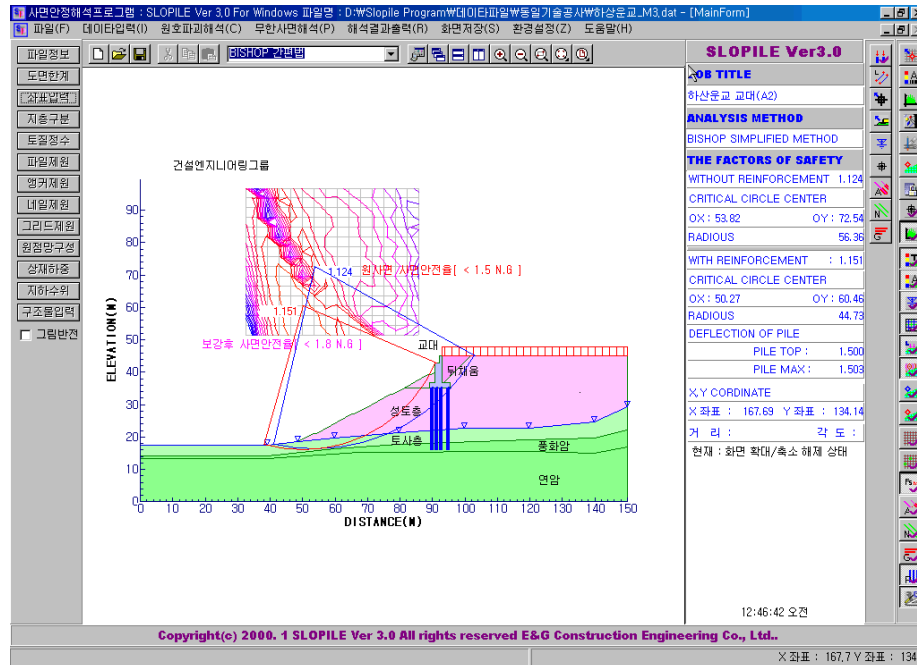 사면안정해석프로그램 : SLOPILE Ver 3,0 For Windows 파일명 : D:₩Slopile Program₩데이타파일₩동일기술공사₩하상운교_M3.dat - [MainForm]
파일(F) 데이타입력(I) 원호파괴해석(C) 무한사면해석(P) 해석결과출력(R) 화면저장(S) 환경설정(Z) 도움말(H)
BISHOP 간편법
파일정보
도면한계
좌표입력
지층구분
토질정수
파일제원
앵커제원
네일제원
그리드제원
원점망구성
상재하중
지하수위
구조물입력
그림반전
건설엔지니어링그룹
ELEVATION(M)
90
80
70
60
50
40
30
20
10
0
1.124 원사면 사면안전율[ < 1.5 N.G ]
1.151
보강후 사면안전율[ < 1.8 N.G ]
교대
뒤채움
성토층
토사층
풍화암
연암
0 10 20 30 40 50 60 70 80 90 100 110 120 130 140 150
DISTANCE(M)
SLOPILE Ver3.0
JOB TITLE
하산운교 교대(A2)
ANALYSIS METHOD
BISHOP SIMPLIFIED METHOD
THE FACTORS OF SAFETY
WITHOUT REINFORCEMENT 1.124
CRITICAL CIRCLE CENTER
OX : 53.82 OY : 72.54
RADIOUS 56.36
WITH REINFORCEMENT : 1.151
CRITICAL CIRCLE CENTER
OX : 50.27 OY : 60.46
RADIOUS 44.73
DEFLECTION OF PILE
PILE TOP : 1.500
PILE MAX : 1.503
X,Y CORDINATE
X 좌표 : 167.69 Y 좌표 : 134.14
거 리 : 각 도 :
현재 : 화면 확대/축소 해제 상태
12:46:42 오전
Copyright(c) 2000. 1 SLOPILE Ver 3.0 All rights reserved E&G Construction Engineering Co., Ltd..
X 좌표 : 167,7 Y 좌표 : 134